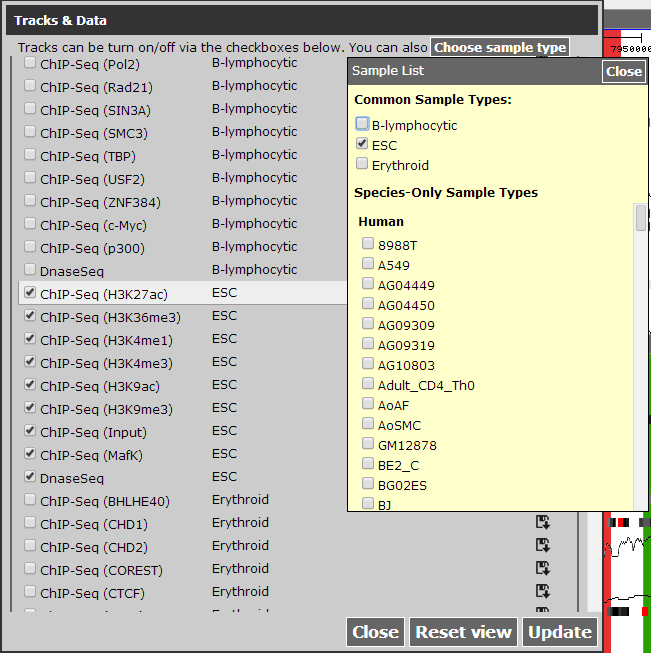 Tracks & Data
Tracks can be turn on/off via the checkboxes below. You can also Choose sample type
ChIP-Seq (Pol2) B-lymphocytic
ChIP-Seq (Rad21) B-lymphocytic
ChIP-Seq (SIN3A) B-lymphocytic
ChIP-Seq (SMC3) B-lymphocytic
ChIP-Seq (TBP) B-lymphocytic
ChIP-Seq (USF2) B-lymphocytic
ChIP-Seq (ZNF384) B-lymphocytic
ChIP-Seq (c-Myc) B-lymphocytic
ChIP-Seq (p300) B-lymphocytic
DnaseSeq B-lymphocytic
ChIP-Seq (H3K27ac) ESC
ChIP-Seq (H3K36me3) ESC
ChIP-Seq (H3K4me1) ESC
ChIP-Seq (H3K4me3) ESC
ChIP-Seq (H3K9ac) ESC
ChIP-Seq (H3K9me3) ESC
ChIP-Seq (Input) ESC
ChIP-Seq (MafK) ESC
DnaseSeq ESC
ChIP-Seq (BHLHE40) Erythroid
ChIP-Seq (CHD1) Erythroid
ChIP-Seq (CHD2) Erythroid
ChIP-Seq (COREST) Erythroid
ChIP-Seq (CTCF) Erythroid
Sample List Close
Common Sample Types:
B-lymphocytic
ESC
Erythroid
Species-Only Sample Types
Human
8988T
A549
AG04449
AG04450
AG09309
AG09319
AG10803
Adult_CD4_Th0
AoAF
AoSMC
GM12878
BE2_C
BG02ES
BJ
Close Reset view Update